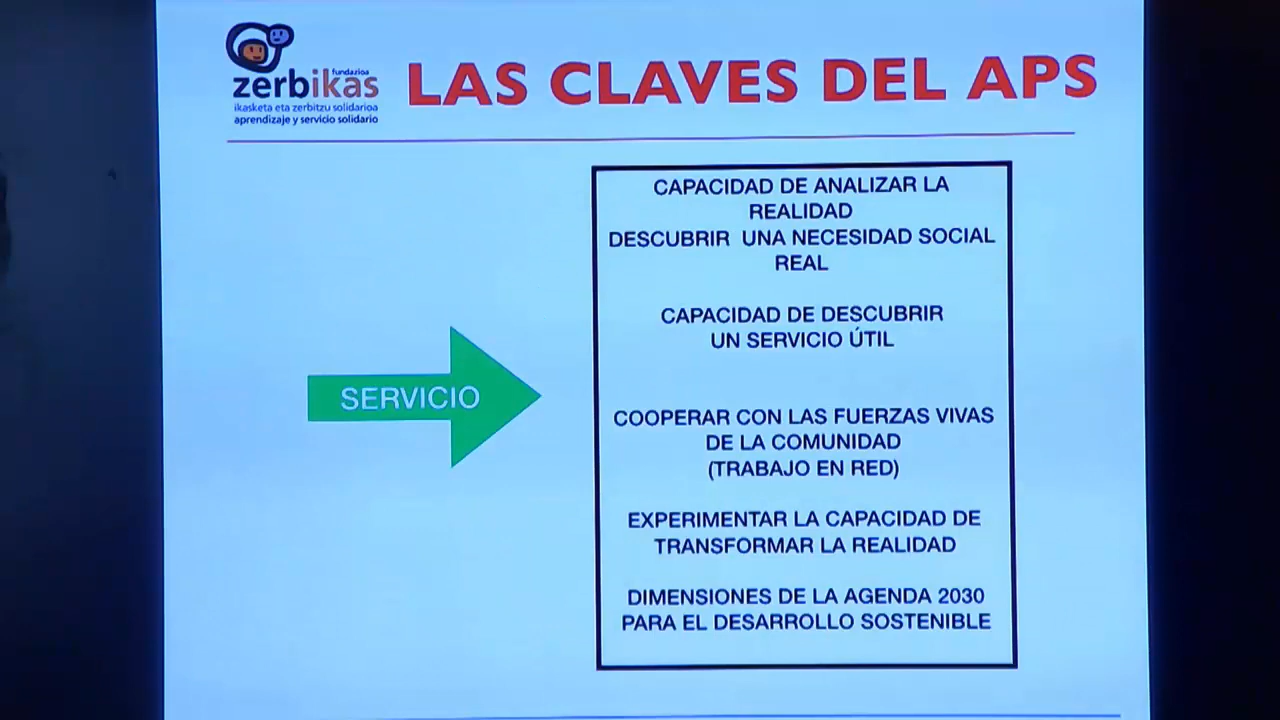 fundazioa
zerbikas
ikasketa eta zerbitzu solidarioa
aprendizaje y servicio solidario
LAS CLAVES DEL APS
SERVICIO
CAPACIDAD DE ANALIZAR LA
REALIDAD
DESCUBRIR UNA NECESIDAD SOCIAL
REAL
CAPACIDAD DE DESCUBRIR
UN SERVICIO ÚTIL
COOPERAR CON LAS FUERZAS VIVAS
DE LA COMUNIDAD
(TRABAJO EN RED)
EXPERIMENTAR LA CAPACIDAD DE
TRANSFORMAR LA REALIDAD
DIMENSIONES DE LA AGENDA 2030
PARA EL DESARROLLO SOSTENIBLE